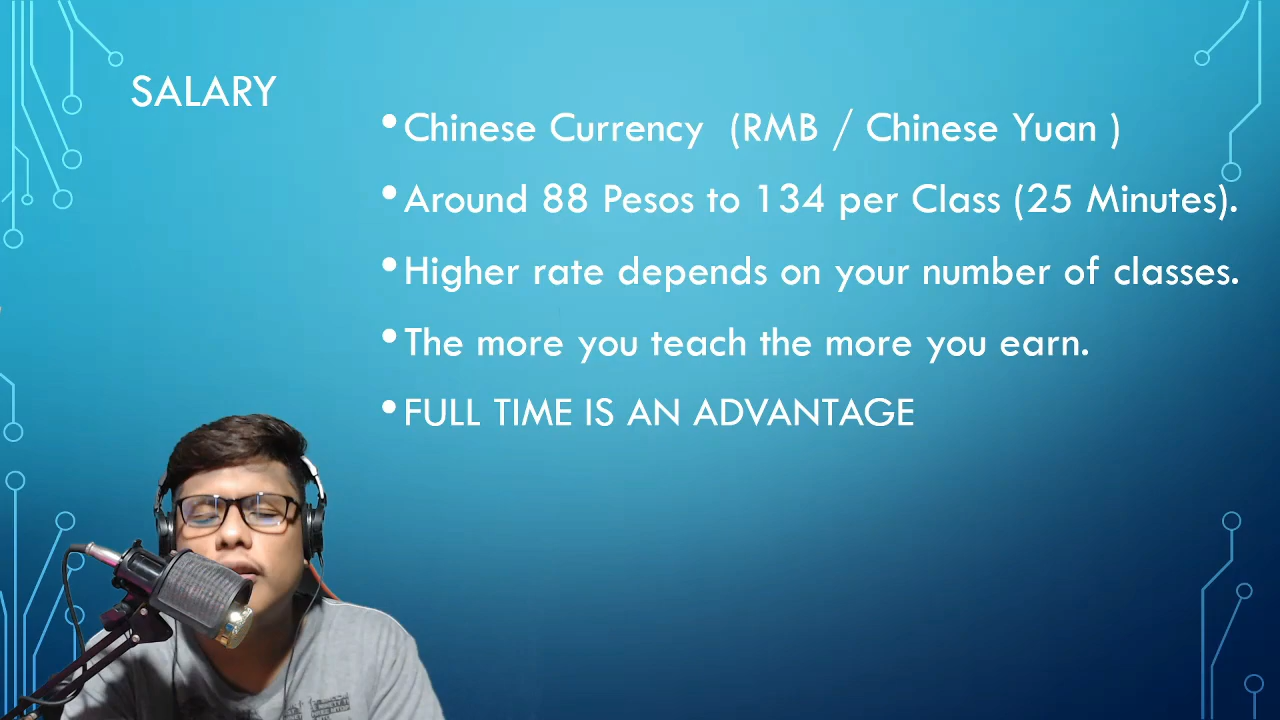 SALARY
• Chinese Currency  (RMB / Chinese Yuan )
• Around 88 Pesos to 134 per Class (25 Minutes).
• Higher rate depends on your number of classes.
• The more you teach the more you earn.
• FULL TIME IS AN ADVANTAGE